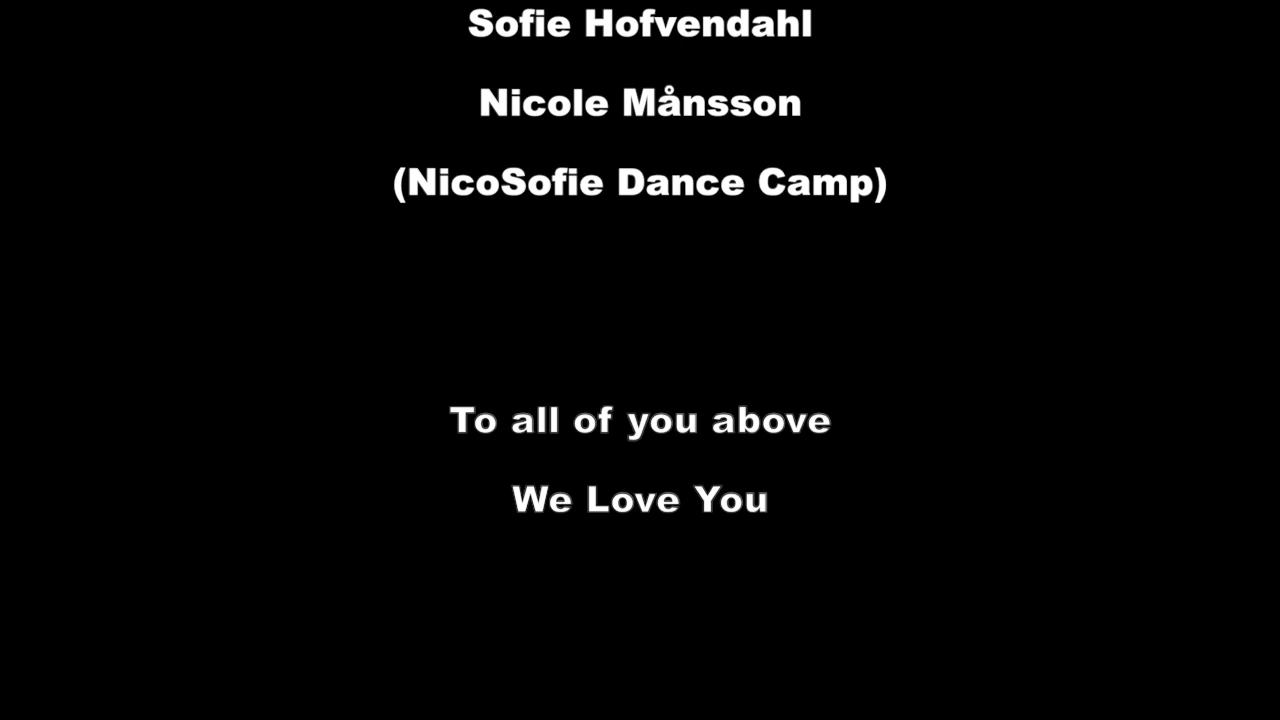 Sofie Hofvendahl
Nicole Månsson
(NicoSofie Dance Camp)
To all of you above
We Love You